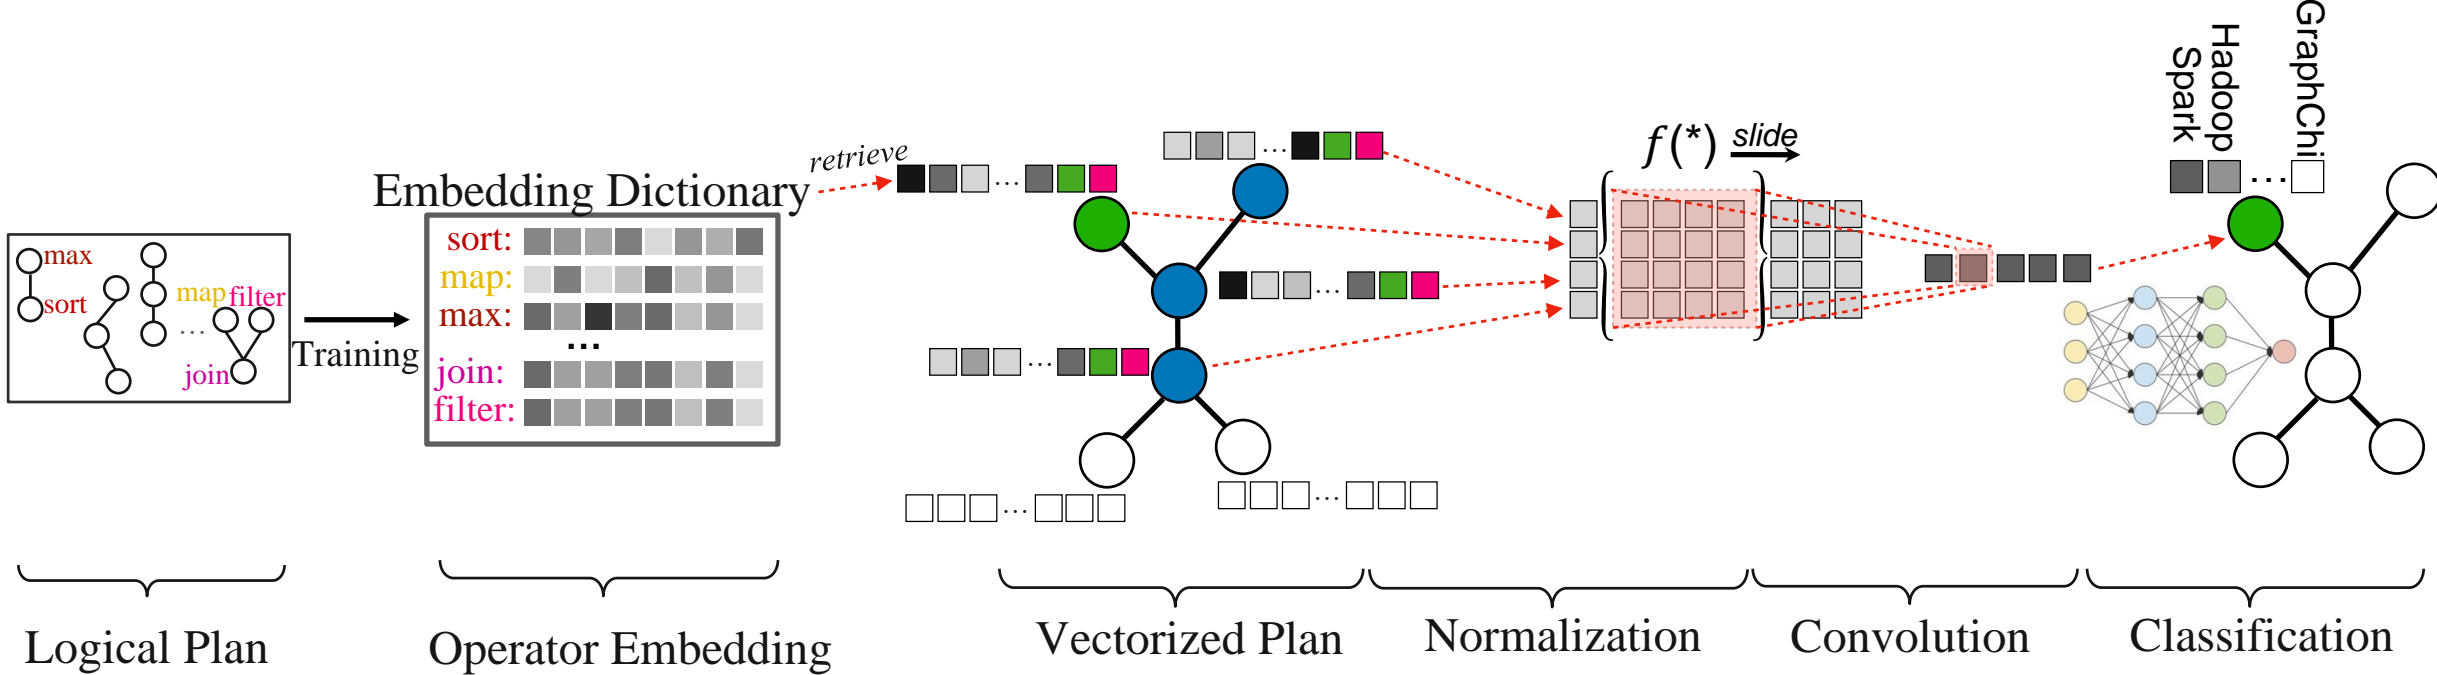 max
sort
map filter
...
join
Training
Embedding Dictionary
sort:
map:
max:
...
join:
filter:
retrieve
...
...
...
...
...
...
f(*) slide
Spark
Hadoop
GraphChi
...
Logical Plan
Operator Embedding
Vectorized Plan
Normalization
Convolution
Classification